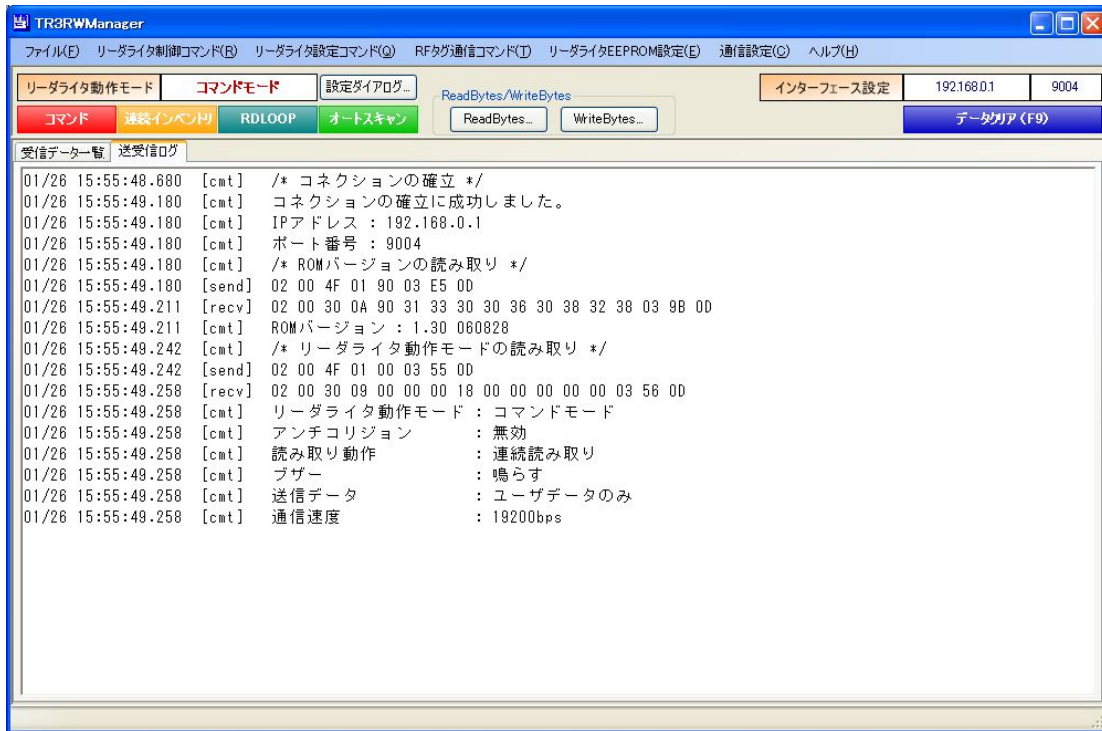 TR3RWManager
ファイル(F) リーダライタ制御コマンド(R) リーダライタ設定コマンド(Q) RFタグ通信コマンド(T) リーダライタEEPROM設定(E) 通信設定(C) ヘルプ(H)
リーダライタ動作モード コマンドモード 設定ダイアログ... ReadBytes/WriteBytes インターフェース設定 192.168.0.1 9004
コマンド 連続インベントリ RDLOOP オートスキャン ReadBytes... WriteBytes... データクリア (F9)
受信データ一覧 送受信ログ
01/26 15:55:48.680 [cmt] /* コネクションの確立 */
01/26 15:55:49.180 [cmt] コネクションの確立に成功しました。
01/26 15:55:49.180 [cmt] IPアドレス : 192.168.0.1
01/26 15:55:49.180 [cmt] ポート番号 : 9004
01/26 15:55:49.180 [cmt] /* ROMバージョンの読み取り */
01/26 15:55:49.180 [send] 02 00 4F 01 90 03 E5 0D
01/26 15:55:49.211 [recv] 02 00 30 0A 90 31 33 30 30 36 30 38 32 38 03 9B 0D
01/26 15:55:49.211 [cmt] ROMバージョン : 1.30 060828
01/26 15:55:49.242 [cmt] /* リーダライタ動作モードの読み取り */
01/26 15:55:49.242 [send] 02 00 4F 01 00 03 55 0D
01/26 15:55:49.258 [recv] 02 00 30 09 00 00 00 18 00 00 00 00 00 03 56 0D
01/26 15:55:49.258 [cmt] リーダライタ動作モード : コマンドモード
01/26 15:55:49.258 [cmt] アンチコリジョン : 無効
01/26 15:55:49.258 [cmt] 読み取り動作 : 連続読み取り
01/26 15:55:49.258 [cmt] ブザー : 鳴らす
01/26 15:55:49.258 [cmt] 送信データ : ユーザデータのみ
01/26 15:55:49.258 [cmt] 通信速度 : 19200bps